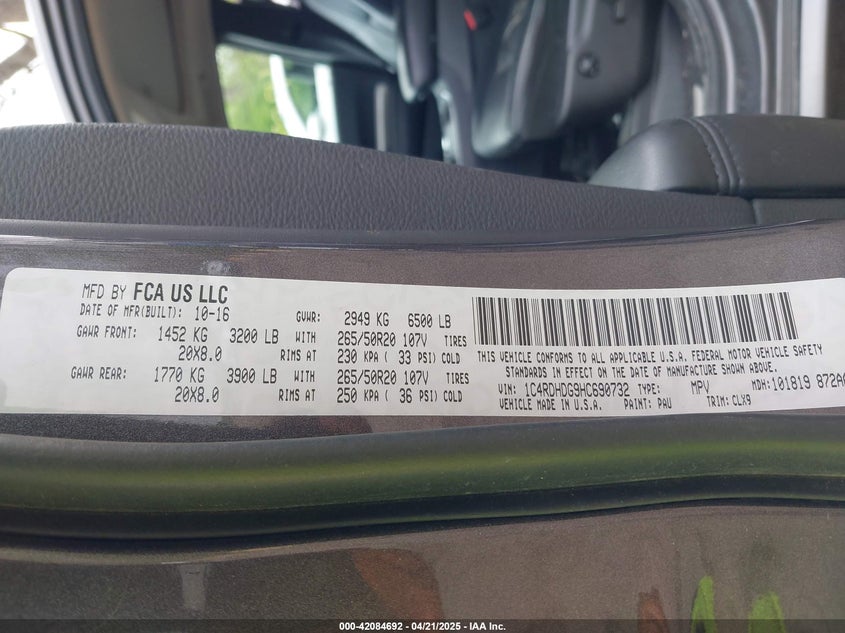 MFD BY FCA US LLC
DATE OF MFR(BUILT): 10-16 GVWR: 2949 KG 6500 LB
GAWR FRONT: 1452 KG 3200 LB WITH 265/50R20 107V TIRES
20X8.0 RIMS AT 230 KPA ( 33 PSI) COLD
GAWR REAR: 1770 KG 3900 LB WITH 265/50R20 107V TIRES
20X8.0 RIMS AT 250 KPA ( 36 PSI) COLD
THIS VEHICLE CONFORMS TO ALL APPLICABLE U.S.A. FEDERAL MOTOR VEHICLE SAFETY
STANDARDS IN EFFECT ON THE DATE OF MANUFACTURE SHOWN ABOVE.
VIN: 1C4RDHDG9HC690732 TYPE: MPV MDH: 101819 872A
VEHICLE MADE IN U.S.A. PAINT: PAU TRIM: CLX9
000-42084692 - 04/21/2025 - IAA Inc.